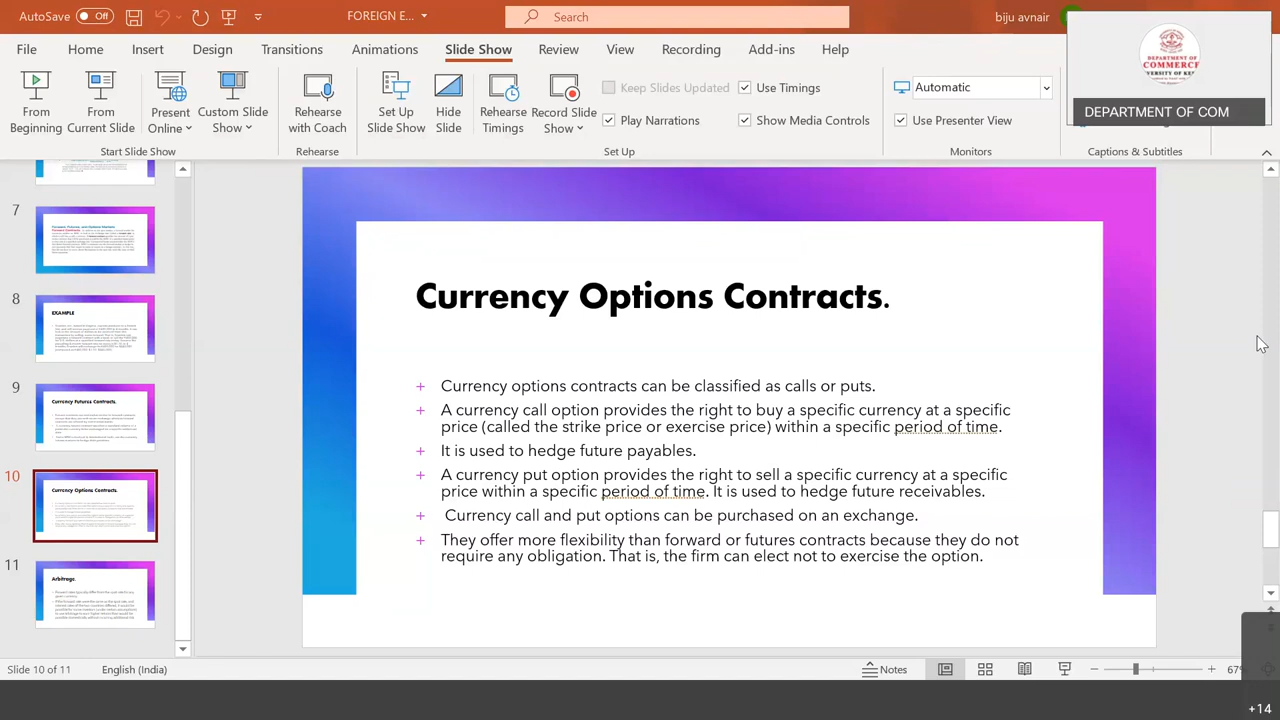 AutoSave Off FOREIGN E... Search biju avnair
File Home Insert Design Transitions Animations Slide Show Review View Recording Add-ins Help
DEPARTMENT OF
COMMERCE
DEPARTMENT OF COM
From Beginning
From Current Slide
Present Online
Custom Slide Show
Rehearse with Coach
Set Up Slide Show
Hide Slide
Rehearse Timings
Record Slide Show
Keep Slides Updated Use Timings
Play Narrations Show Media Controls
Automatic
Use Presenter View
Start Slide Show Rehearse Set Up Monitors Captions & Subtitles
7
8
EXAMPLE
9
Currency Futures Contracts.
10
Currency Options Contracts.
11
Arbitrage.
Currency Options Contracts.
+ Currency options contracts can be classified as calls or puts.
+ A currency call option provides the right to buy a specific currency at a specific
price (called the strike price or exercise price) within a specific period of time.
+ It is used to hedge future payables.
+ A currency put option provides the right to sell a specific currency at a specific
price within a specific period of time. It is used to hedge future receivables.
+ Currency call and put options can be purchased on an exchange.
+ They offer more flexibility than forward or futures contracts because they do not
require any obligation. That is, the firm can elect not to exercise the option.
Slide 10 of 11 English (India) Notes 67%
+14